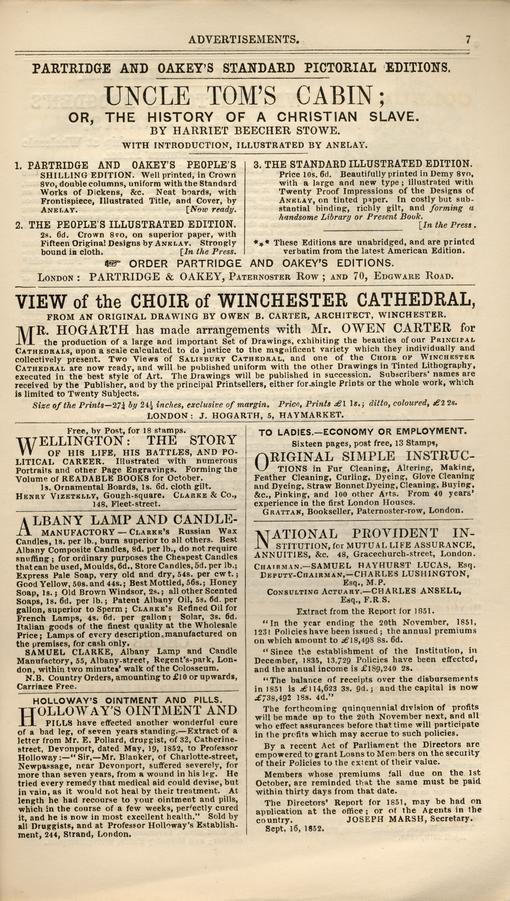 ADVERTISEMENTS. 7
PARTRIDGE AND OAKEY'S STANDARD PICTORIAL EDITIONS.
UNCLE TOM'S CABIN;
OR, THE HISTORY OF A CHRISTIAN SLAVE.
BY HARRIET BEECHER STOWE.
WITH INTRODUCTION, ILLUSTRATED BY ANELAY.
1. PARTRIDGE AND OAKEY'S PEOPLE'S
SHILLING EDITION. Well printed, in Crown
8vo, double columns, uniform with the Standard
Works of Dickens, &c. Neat boards, with
Frontispiece, Illustrated Title, and Cover, by
ANELAY. [Now ready.
2. THE PEOPLE'S ILLUSTRATED EDITION.
2s. 6d. Crown 8vo, on superior paper, with
Fifteen Original Designs by ANELAY. Strongly
bound in cloth. [In the Press.
3. THE STANDARD ILLUSTRATED EDITION.
Price 10s. 6d. Beautifully printed in Demy 8vo,
with a large and new type; illustrated with
Twenty Proof Impressions of the Designs of
ANELAY, on tinted paper. In costly but sub-
stantial binding, richly gilt, and forming a
handsome Library or Present Book.
[In the Press.
*** These Editions are unabridged, and are printed
verbatim from the latest American Edition.
☞ ORDER PARTRIDGE AND OAKEY'S EDITIONS.
LONDON: PARTRIDGE & OAKEY, PATERNOSTER ROW; AND 70, EDGWARE ROAD.
VIEW of the CHOIR of WINCHESTER CATHEDRAL,
FROM AN ORIGINAL DRAWING BY OWEN B. CARTER, ARCHITECT, WINCHESTER.
MR. HOGARTH has made arrangements with Mr. OWEN CARTER for
the production of a large and important Set of Drawings, exhibiting the beauties of our PRINCIPAL
CATHEDRALS, upon a scale calculated to do justice to the magnificent variety which they individually and
collectively present. Two Views of SALISBURY CATHEDRAL and one of the CHOIR OF WINCHESTER
CATHEDRAL are now ready, and will be published uniform with the other Drawings in Tinted Lithography,
executed in the best style of Art. The Drawings will be published in succession. Subscribers' names are
received by the Publisher, and by the principal Printsellers, either for single Prints or the whole work, which
is limited to Twenty Subjects.
Size of the Prints—27½ by 24½ inches, exclusive of margin. Price, Prints £1 1s.; ditto, coloured, £2 2s.
LONDON: J. HOGARTH, 5, HAYMARKET.
Free, by Post, for 18 stamps.
WELLINGTON: THE STORY
OF HIS LIFE, HIS BATTLES, AND PO-
LITICAL CAREER. Illustrated with numerous
Portraits and other Page Engravings. Forming the
Volume of READABLE BOOKS for October.
1s. Ornamental Boards, 1s. 6d. cloth gilt.
HENRY VIZETELLY, Gough-square. CLARKE & Co.,
148, Fleet-street.
ALBANY LAMP AND CANDLE-
MANUFACTORY—CLARKE'S Russian Wax
Candles, 1s. per lb., burn superior to all others. Best
Albany Composite Candles, 8d. per lb., do not require
snuffing; for ordinary purposes the Cheapest Candles
that can be used, Moulds, 6d., Store Candles, 5d. per lb.;
Express Pale Soap, very old and dry, 54s. per cwt.;
Good Yellow, 50s. and 44s.; Best Mottled, 56s.; Honey
Soap, 1s.; Old Brown Windsor, 2s.; all other Scented
Soaps, 1s. 6d. per lb.; Patent Albany Oil, 5s. 6d. per
gallon, superior to Sperm; CLARKE'S Refined Oil for
French Lamps, 4s. 6d. per gallon; Solar, 3s. 6d.
Italian goods of the finest quality at the Wholesale
Price; Lamps of every description manufactured on
the premises, for cash only.
SAMUEL CLARKE, Albany Lamp and Candle
Manufactory, 55, Albany-street, Regent's-park, Lon-
don, within two minutes' walk of the Colosseum.
N.B. Country Orders, amounting to £10 or upwards,
Carriage Free.
HOLLOWAY'S OINTMENT AND PILLS.
HOLLOWAY'S OINTMENT AND
PILLS have effected another wonderful cure
of a bad leg, of seven years standing.—Extract of a
letter from Mr. E. Pollard, druggist, of 32, Catherine-
street, Devonport, dated May, 19, 1852, to Professor
Holloway:—"Sir,—Mr. Blanker, of Charlotte-street,
Newpassage, near Devonport, suffered severely, for
more than seven years, from a wound in his leg. He
tried every remedy that medical aid could devise, but
in vain, as it would not heal by their treatment. At
length he had recourse to your ointment and pills,
which in the course of a few weeks, perfectly cured
it, and he is now in most excellent health." Sold by
all Druggists, and at Professor Holloway's Establish-
ment, 244, Strand, London.
TO LADIES.—ECONOMY OR EMPLOYMENT.
Sixteen pages, post free, 13 Stamps,
ORIGINAL SIMPLE INSTRUC-
TIONS in Fur Cleaning, Altering, Making,
Feather Cleaning, Curling, Dyeing, Glove Cleaning
and Dyeing, Straw Bonnet Dyeing, Cleaning, Buying,
&c., Pinking, and 100 other Arts. From 40 years'
experience in the first London Houses.
GRATTAN, Bookseller, Paternoster-row, London.
NATIONAL PROVIDENT IN-
STITUTION, for MUTUAL LIFE ASSURANCE,
ANNUITIES, &c. 48, Gracechurch-street, London.
CHAIRMAN.—SAMUEL HAYHURST LUCAS, Esq.
DEPUTY-CHAIRMAN,—CHARLES LUSHINGTON,
Esq., M.P.
CONSULTING ACTUARY.—CHARLES ANSELL,
Esq., F.R.S.
Extract from the Report for 1851.
"In the year ending the 20th November, 1851,
1231 Policies have been issued; the annual premiums
on which amount to £18,498 8s. 6d.
"Since the establishment of the Institution, in
December, 1835, 13,729 Policies have been effected,
and the annual income is £189,240 2s.
"The balance of receipts over the disbursements
in 1851 is £114,623 3s. 9d.; and the capital now
£738,492 18s. 4d."
The forthcoming quinquennial division of profits
will be made up to the 20th November next, and all
who effect assurances before that time will participate
in the profits which may accrue to such policies.
By a recent Act of Parliament the Directors are
empowered to grant Loans to Members on the security
of their Policies to the extent of their value.
Members whose premiums fall due on the 1st
October, are reminded that the same must be paid
within thirty days from that date.
The Directors' Report for 1851, may be had on
application at the office; or of the Agents in the
country. JOSEPH MARSH, Secretary.
Sept. 16, 1852.